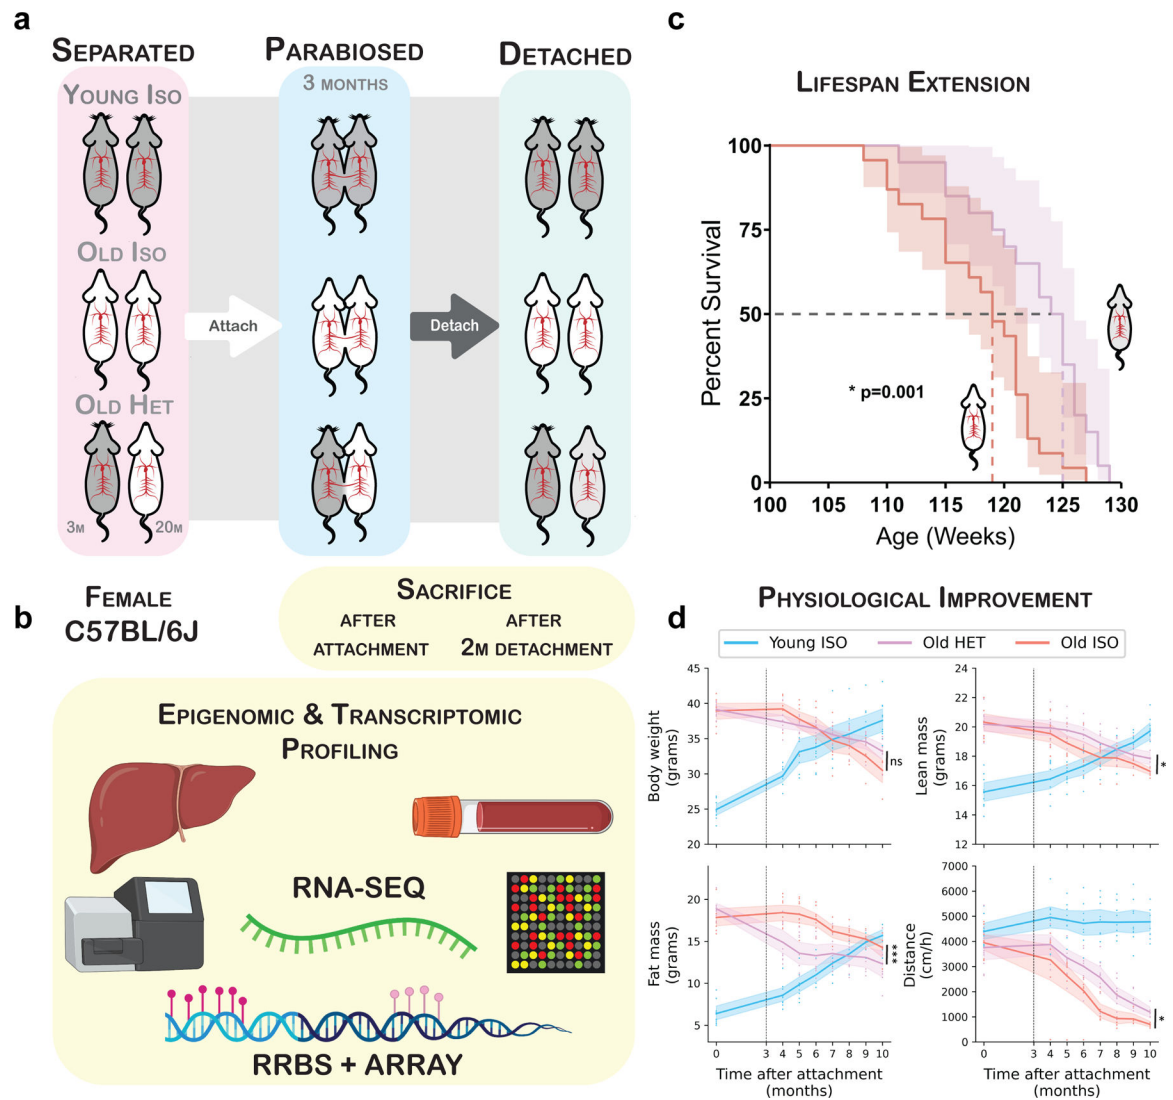 a
SEPARATED
PARABIOSED
DETACHED
YOUNG ISO
3 MONTHS
OLD ISO
Attach
Detach
OLD HET
3M
20M
FEMALE
C57BL/6J
SACRIFICE
AFTER
ATTACHMENT
AFTER
2M DETACHMENT
b
EPIGENOMIC & TRANSCRIPTOMIC
PROFILING
RNA-SEQ
RRBS + ARRAY
c
LIFESPAN EXTENSION
Percent Survival
100
75
50
25
0
* p=0.001
100 105 110 115 120 125 130
Age (Weeks)
d
PHYSIOLOGICAL IMPROVEMENT
Young ISO Old HET Old ISO
Body weight
(grams)
45
40
35
30
25
20
ns
Lean mass
(grams)
24
22
20
18
16
14
12
*
Fat mass
(grams)
25
20
15
10
5
***
0 3 4 5 6 7 8 9 10
Time after attachment
(months)
Distance
(cm/h)
7000
6000
5000
4000
3000
2000
1000
0
*
0 3 4 5 6 7 8 9 10
Time after attachment
(months)